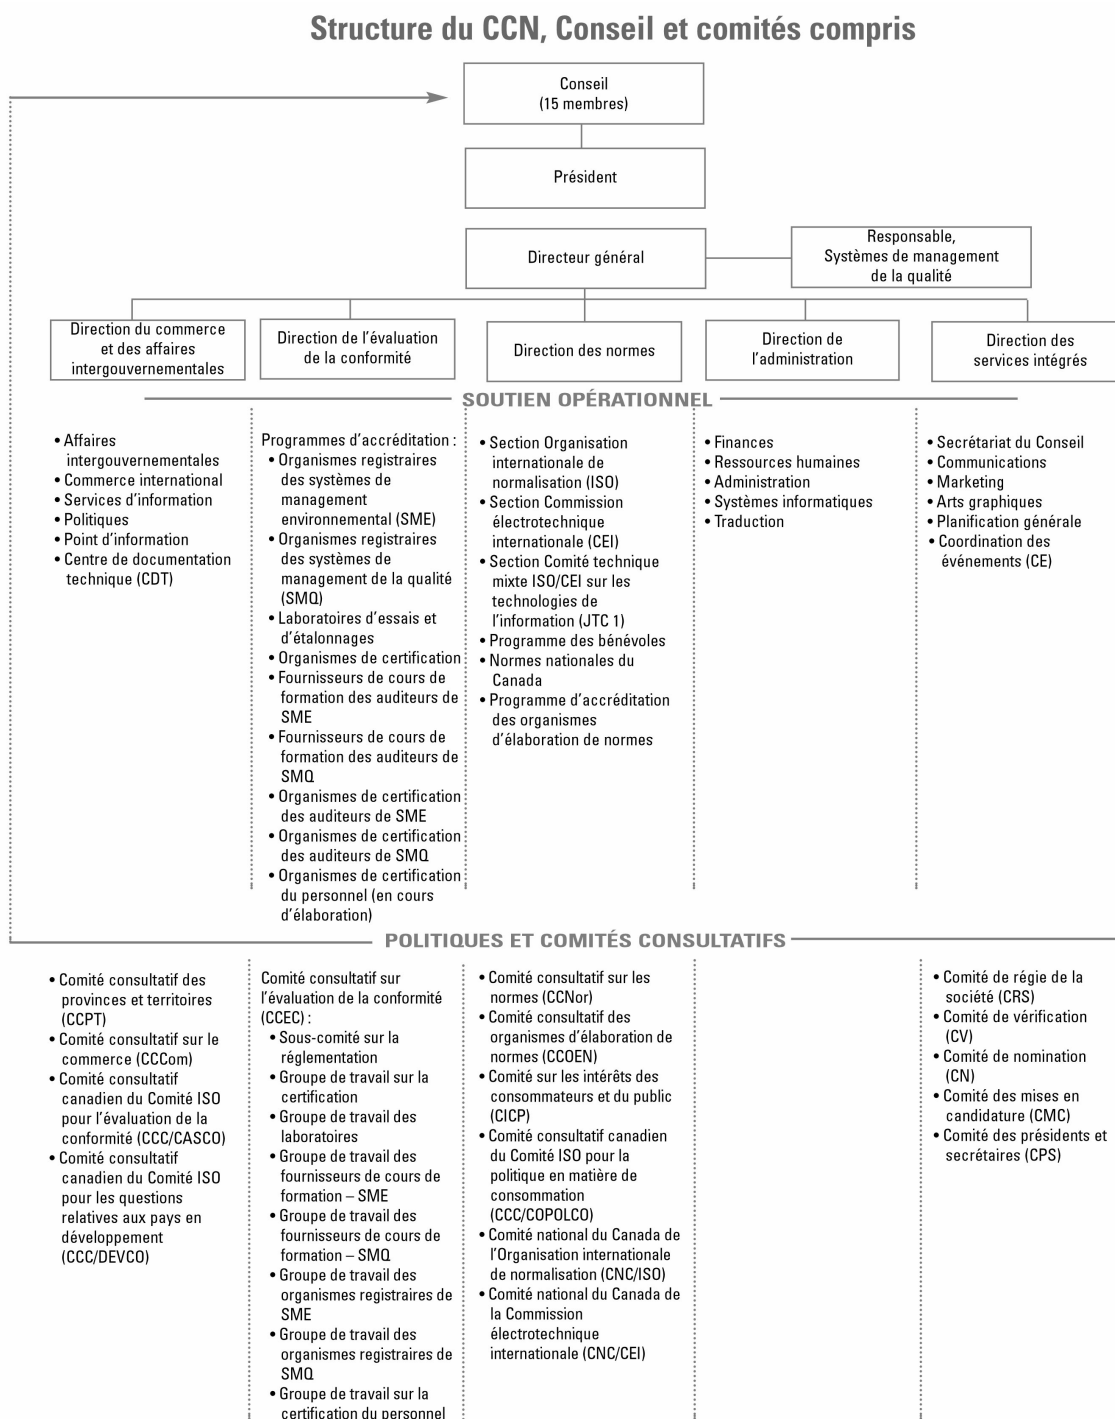 Structure du CCN, Conseil et comités compris
Conseil
(15 membres)
Président
Directeur général
Responsable,
Systèmes de management
de la qualité
Direction du commerce
et des affaires
intergouvernementales
Direction de l'évaluation
de la conformité
Direction des normes
Direction de
l'administration
Direction des
services intégrés
SOUTIEN OPÉRATIONNEL
• Affaires
intergouvernementales
• Commerce international
• Services d'information
• Politiques
• Point d'information
• Centre de documentation
technique (CDT)
Programmes d'accréditation :
• Organismes registraires
des systèmes de
management
environnemental (SME)
• Organismes registraires
des systèmes de
management de la qualité
(SMQ)
• Laboratoires d'essais et
d'étalonnages
• Organismes de certification
• Fournisseurs de cours de
formation des auditeurs de
SME
• Fournisseurs de cours de
formation des auditeurs de
SMQ
• Organismes de certification
des auditeurs de SME
• Organismes de certification
des auditeurs de SMQ
• Organismes de certification
du personnel (en cours
d'élaboration)
• Section Organisation
internationale de
normalisation (ISO)
• Section Commission
électrotechnique
internationale (CEI)
• Section Comité technique
mixte ISO/CEI sur les
technologies de
l'information (JTC 1)
• Programme des bénévoles
• Normes nationales du
Canada
• Programme d'accréditation
des organismes
d'élaboration de normes
• Finances
• Ressources humaines
• Administration
• Systèmes informatiques
• Traduction
• Secrétariat du Conseil
• Communications
• Marketing
• Arts graphiques
• Planification générale
• Coordination des
événements (CE)
POLITIQUES ET COMITÉS CONSULTATIFS
• Comité consultatif des
provinces et territoires
(CCPT)
• Comité consultatif sur le
commerce (CCCom)
• Comité consultatif
canadien du Comité ISO
pour l'évaluation de la
conformité (CCC/CASCO)
• Comité consultatif
canadien du Comité ISO
pour les questions
relatives aux pays en
développement
(CCC/DEVCO)
Comité consultatif sur
l'évaluation de la conformité
(CCEC) :
• Sous-comité sur la
réglementation
• Groupe de travail sur la
certification
• Groupe de travail des
laboratoires
• Groupe de travail des
fournisseurs de cours de
formation – SME
• Groupe de travail des
fournisseurs de cours de
formation – SMQ
• Groupe de travail des
organismes registraires de
SME
• Groupe de travail des
organismes registraires de
SMQ
• Groupe de travail sur la
certification du personnel
• Comité consultatif sur les
normes (CCNor)
• Comité consultatif des
organismes d'élaboration de
normes (CCOEN)
• Comité sur les intérêts des
consommateurs et du public
(CICP)
• Comité consultatif canadien
du Comité ISO pour la
politique en matière de
consommation
(CCC/COPOLCO)
• Comité national du Canada de
l'Organisation internationale
de normalisation (CNC/ISO)
• Comité national du Canada de
la Commission
électrotechnique
internationale (CNC/CEI)
• Comité de régie de la
société (CRS)
• Comité de vérification
(CV)
• Comité de nomination
(CN)
• Comité des mises en
candidature (CMC)
• Comité des présidents et
secrétaires (CPS)